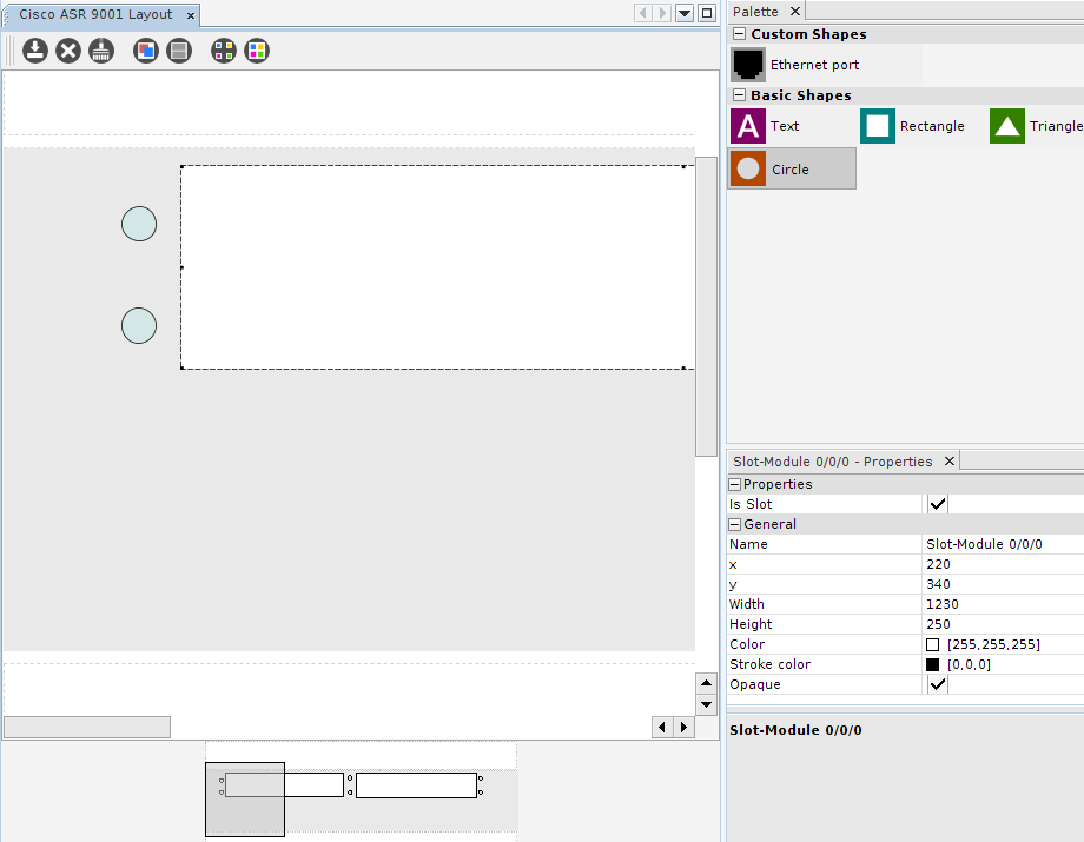 Cisco ASR 9001 Layout
Palette
Custom Shapes
Ethernet port
Basic Shapes
A Text
Rectangle
Triangle
Circle
Slot-Module 0/0/0 - Properties
Properties
Is Slot
General
Name Slot-Module 0/0/0
x 220
y 340
Width 1230
Height 250
Color [255,255,255]
Stroke color [0,0,0]
Opaque
Slot-Module 0/0/0